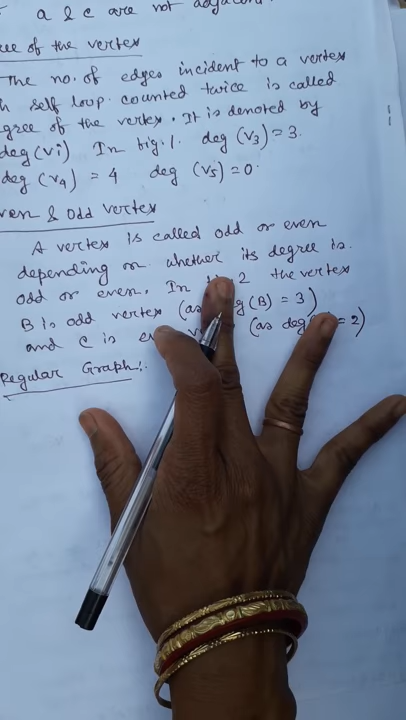 a & c are not adjacent
ree of the vertex
The no. of edges incident to a vertex
h self loop counted twice is called
gree of the vertex. It is denoted by
deg(vi) In fig. 1. deg (v3) = 3.
deg (v4) = 4 deg (v5) = 0.
ven & odd vertex
A vertex is called odd or even
depending on whether its degree is
odd or even. In 2 the vertex
B is odd vertex (as g (B) = 3)
and C is (as deg = 2)
Regular Graph:.